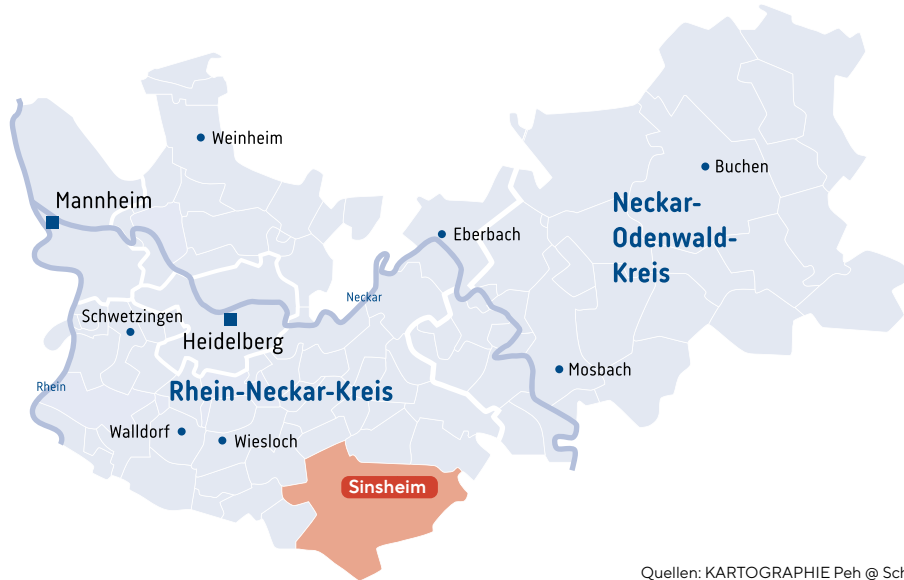 Weinheim
Buchen
Mannheim
Neckar-
Odenwald-
Kreis
Eberbach
Neckar
Schwetzingen
Heidelberg
Mosbach
Rhein
Rhein-Neckar-Kreis
Walldorf
Wiesloch
Sinsheim
Quellen: KARTOGRAPHIE Peh @ Sch